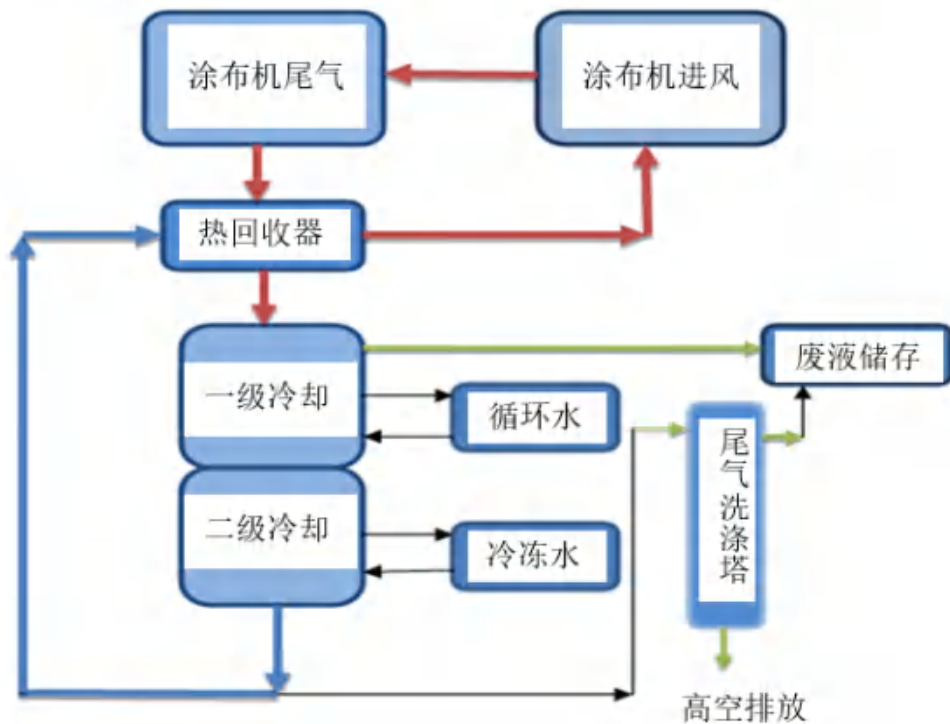 涂布机尾气
涂布机进风
热回收器
废液储存
一级冷却
循环水
尾气洗涤塔
二级冷却
冷冻水
高空排放